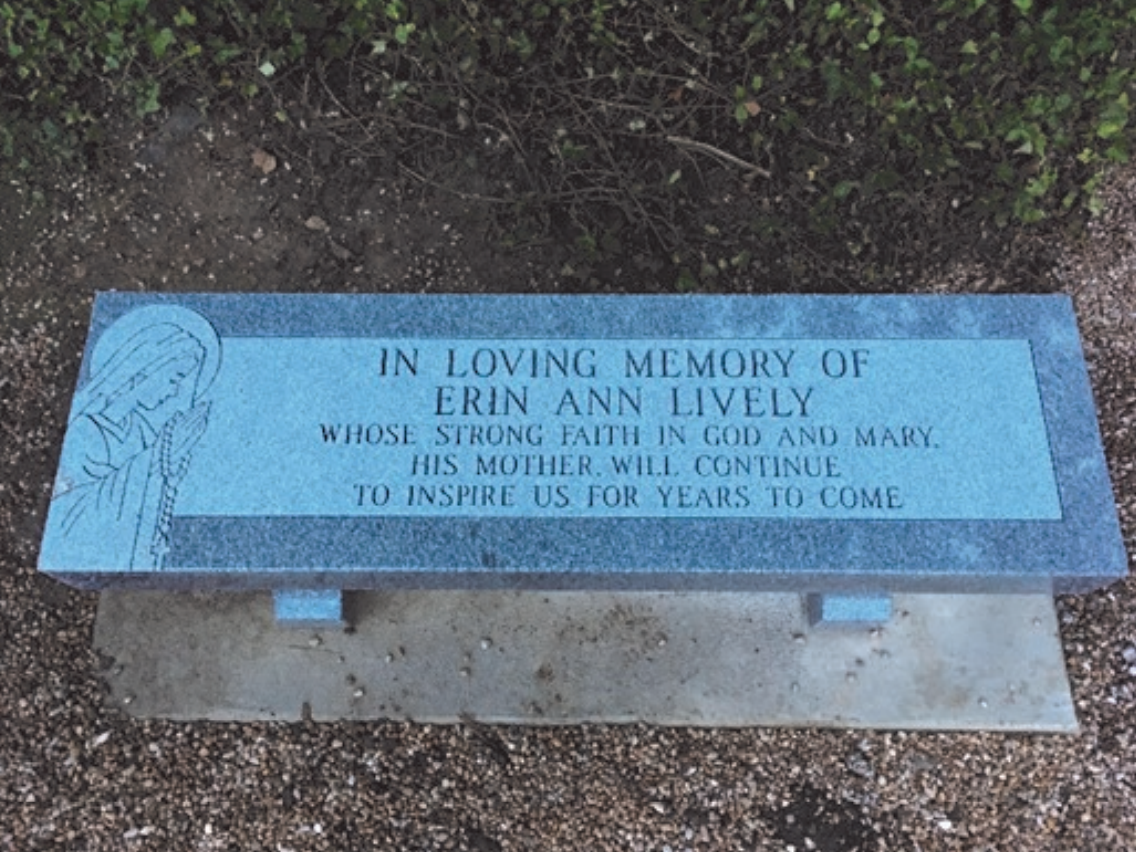 IN LOVING MEMORY OF
ERIN ANN LIVELY
WHOSE STRONG FAITH IN GOD AND MARY,
HIS MOTHER, WILL CONTINUE
TO INSPIRE US FOR YEARS TO COME